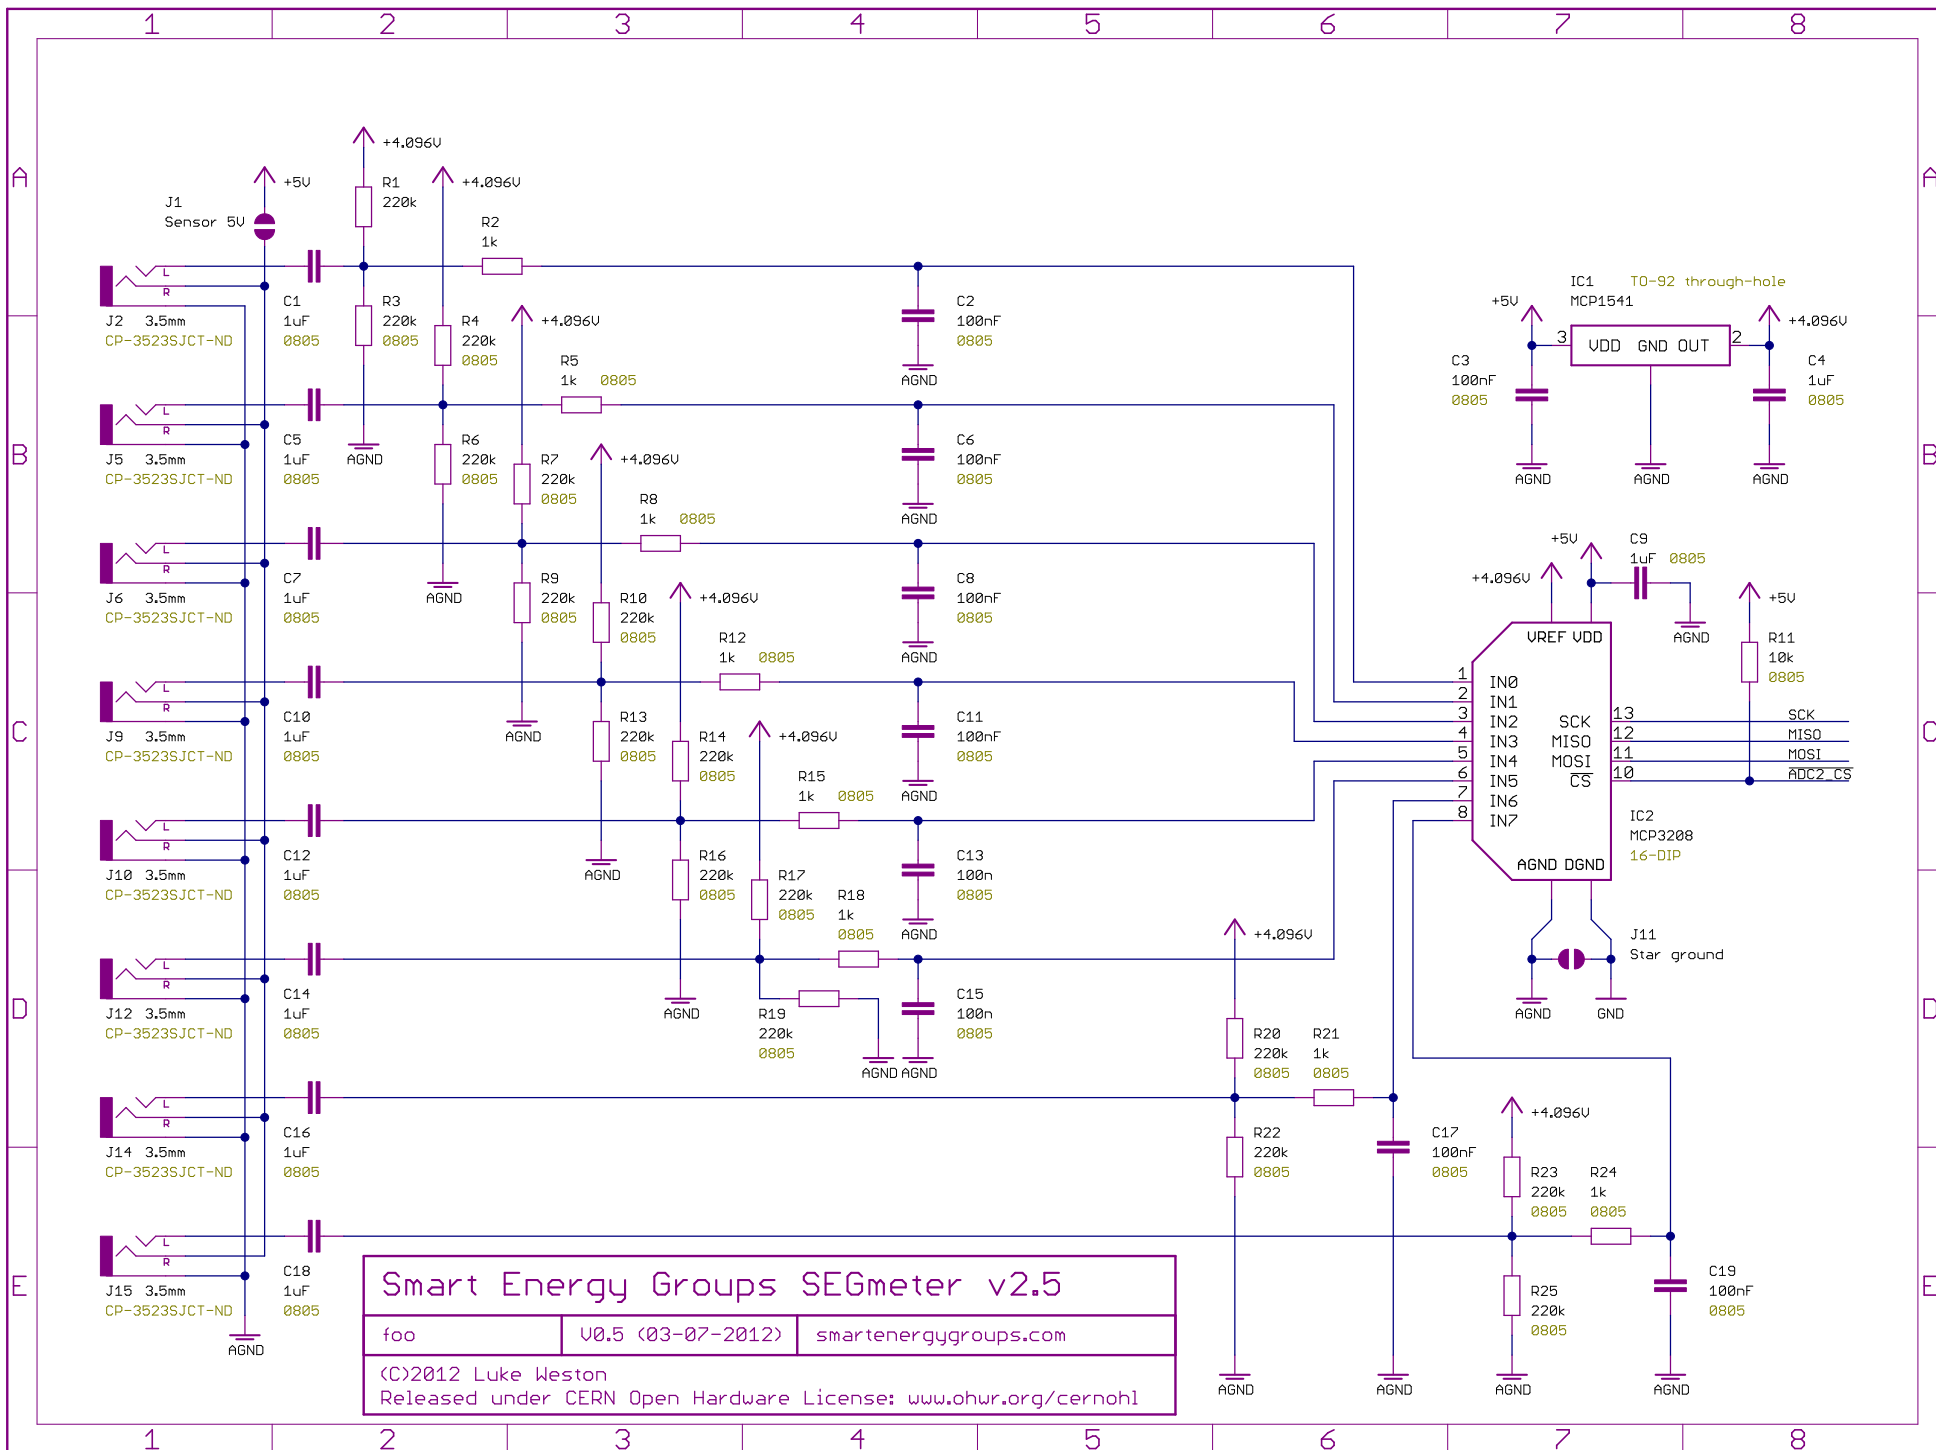 1 2 3 4 5 6 7 8
A A
B B
C C
D D
E E
+5V
J1
Sensor 5V
+4.096V
R1
220k
+4.096V
R2
1k
L
R
J2 3.5mm
CP-3523SJCT-ND
C1
1uF
0805
R3
220k
0805
R4
220k
0805
+4.096V
R5
1k 0805
C2
100nF
0805
AGND
L
R
J5 3.5mm
CP-3523SJCT-ND
C5
1uF
0805
AGND
R6
220k
0805
R7
220k
0805
+4.096V
R8
1k 0805
C6
100nF
0805
AGND
L
R
J6 3.5mm
CP-3523SJCT-ND
C7
1uF
0805
AGND
R9
220k
0805
R10
220k
0805
+4.096V
R12
1k 0805
C8
100nF
0805
AGND
L
R
J9 3.5mm
CP-3523SJCT-ND
C10
1uF
0805
AGND
R13
220k
0805
R14
220k
0805
+4.096V
R15
1k 0805
C11
100nF
0805
AGND
L
R
J10 3.5mm
CP-3523SJCT-ND
C12
1uF
0805
AGND
R16
220k
0805
R17
220k
0805
R18
1k
0805
C13
100n
0805
AGND
L
R
J12 3.5mm
CP-3523SJCT-ND
C14
1uF
0805
AGND
R19
220k
0805
AGND
C15
100n
0805
AGND
L
R
J14 3.5mm
CP-3523SJCT-ND
C16
1uF
0805
+4.096V
R20
220k
0805
R21
1k
0805
R22
220k
0805
C17
100nF
0805
AGND
AGND
L
R
J15 3.5mm
CP-3523SJCT-ND
C18
1uF
0805
AGND
+4.096V
R23
220k
0805
R24
1k
0805
R25
220k
0805
C19
100nF
0805
AGND
AGND
IC1 TO-92 through-hole
MCP1541
+5V
+4.096V
3 VDD GND OUT 2
C3
100nF
0805
C4
1uF
0805
AGND
AGND
AGND
+5V
C9
1uF 0805
+4.096V
AGND
+5V
R11
10k
0805
VREF VDD
1 IN0
2 IN1
3 IN2
4 IN3
5 IN4
6 IN5
7 IN6
8 IN7
SCK 13 SCK
MISO 12 MISO
MOSI 11 MOSI
CS 10 ADC2_CS
IC2
MCP3208
16-DIP
AGND DGND
J11
Star ground
AGND
GND
Smart Energy Groups SEGmeter v2.5
foo
V0.5 (03-07-2012)
smartenergygroups.com
(C)2012 Luke Weston
Released under CERN Open Hardware License: www.ohwr.org/cernohl
1 2 3 4 5 6 7 8